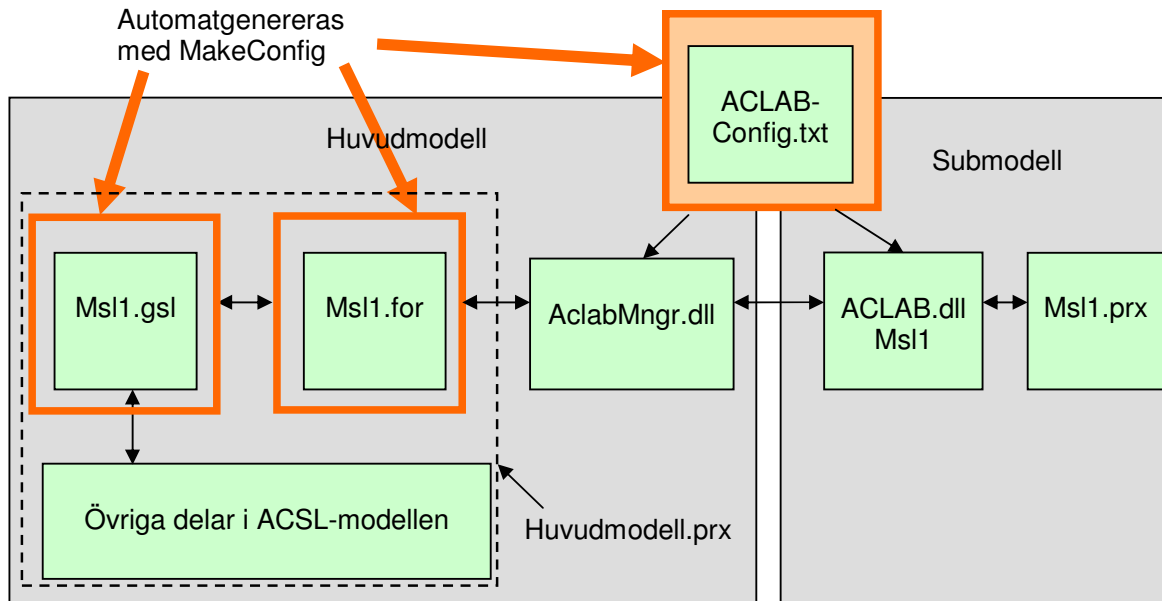 Automatgenereras
med MakeConfig
ACLAB-
Config.txt
Huvudmodell
Submodell
Msl1.gsl
Msl1.for
AclabMngr.dll
ACLAB.dll
Msl1
Msl1.prx
Övriga delar i ACSL-modellen
Huvudmodell.prx